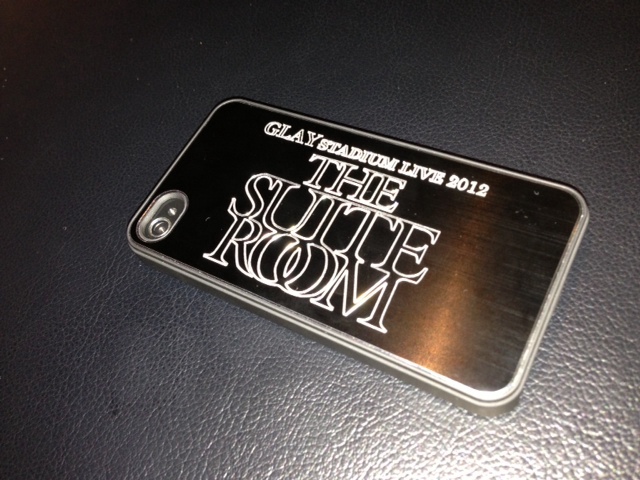 GLAY STADIUM LIVE 2012
THE
SUITE
ROOM